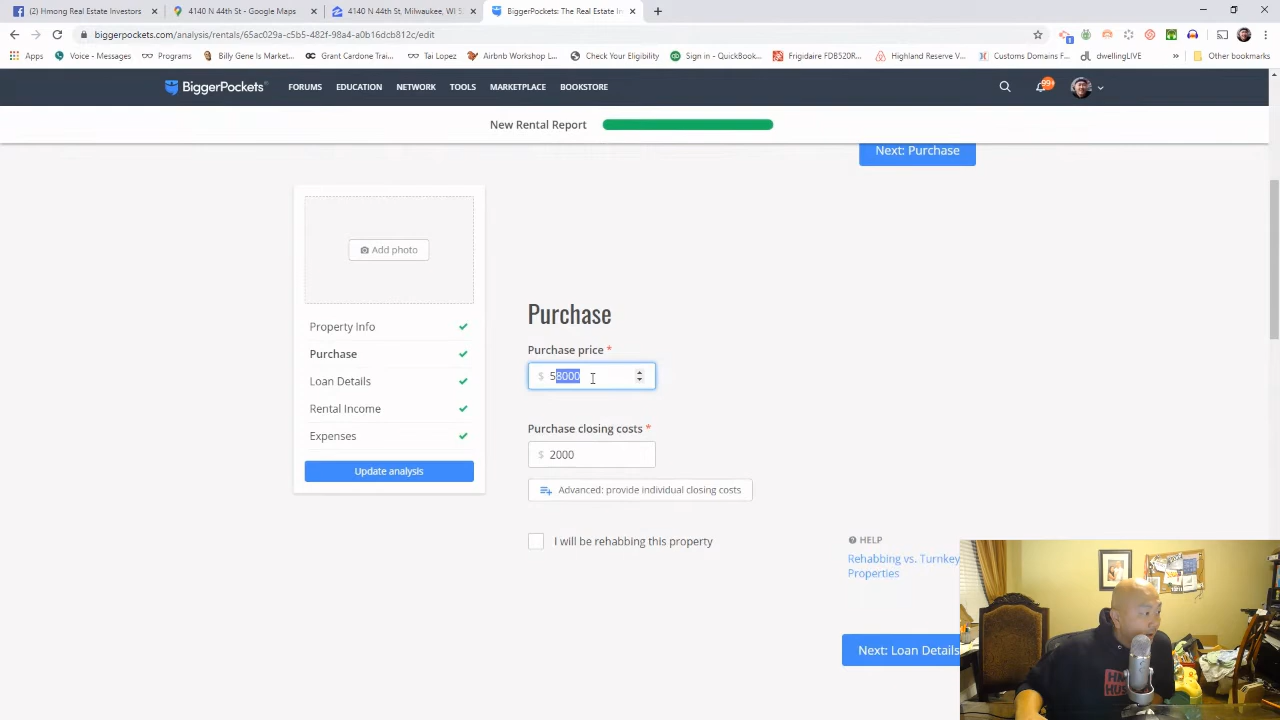 (2) Hmong Real Estate Investors
4140 N 44th St - Google Maps
4140 N 44th St, Milwaukee, WI 5
BiggerPockets: The Real Estate In
biggerpockets.com/analysis/rentals/65ac029a-c5b5-482f-98a4-a0b16dcb812c/edit
Apps
Voice - Messages
Programs
Billy Gene Is Market...
Grant Cardone Trai...
Tai Lopez
Airbnb Workshop L...
Check Your Eligibility
Sign in - QuickBook...
Frigidaire FDB520R...
Highland Reserve V...
Customs Domains F...
dwellingLIVE
»
Other bookmarks
BiggerPockets
FORUMS
EDUCATION
NETWORK
TOOLS
MARKETPLACE
BOOKSTORE
99+
New Rental Report
Next: Purchase
Add photo
Property Info
Purchase
Loan Details
Rental Income
Expenses
Update analysis
Purchase
Purchase price *
$ 58000
Purchase closing costs *
$ 2000
Advanced: provide individual closing costs
I will be rehabbing this property
HELP
Rehabbing vs. Turnkey
Properties
Next: Loan Details